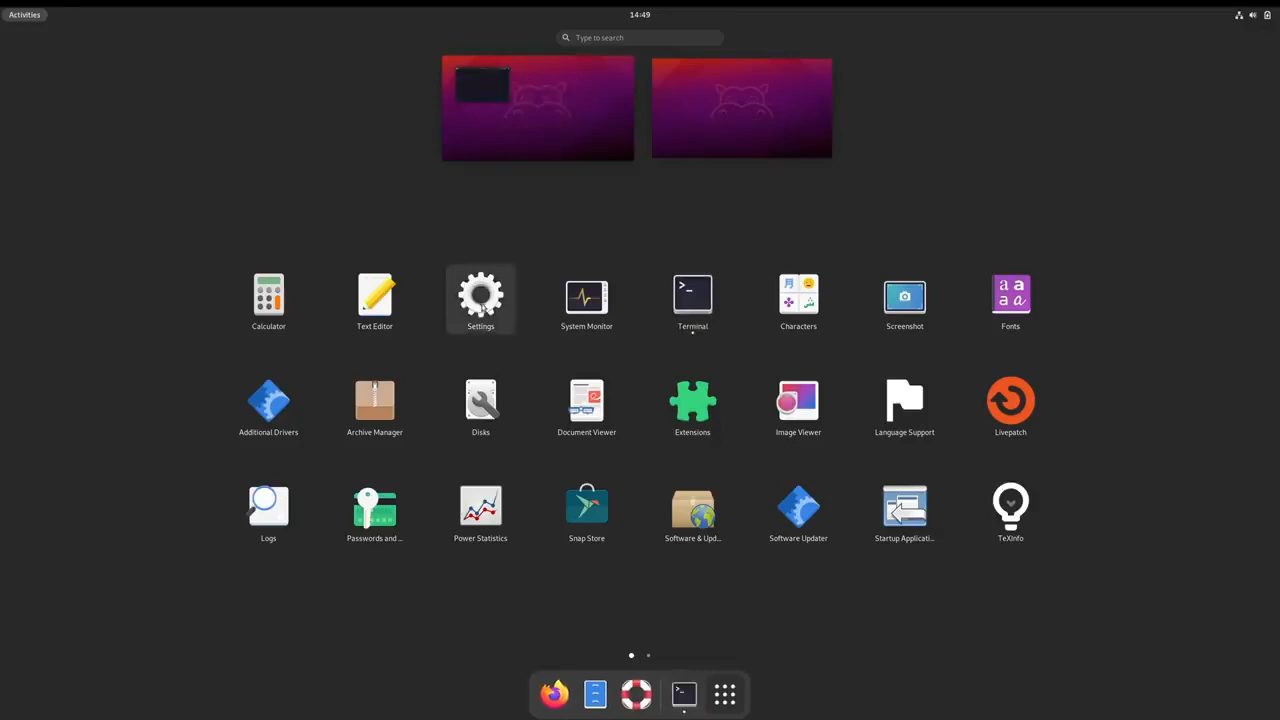 Activities
14:49
Type to search
Calculator
Text Editor
Settings
System Monitor
Terminal
Characters
Screenshot
Fonts
Additional Drivers
Archive Manager
Disks
Document Viewer
Extensions
Image Viewer
Language Support
Livepatch
Logs
Passwords and ...
Power Statistics
Snap Store
Software & Upd...
Software Updater
Startup Applicati...
TeXInfo